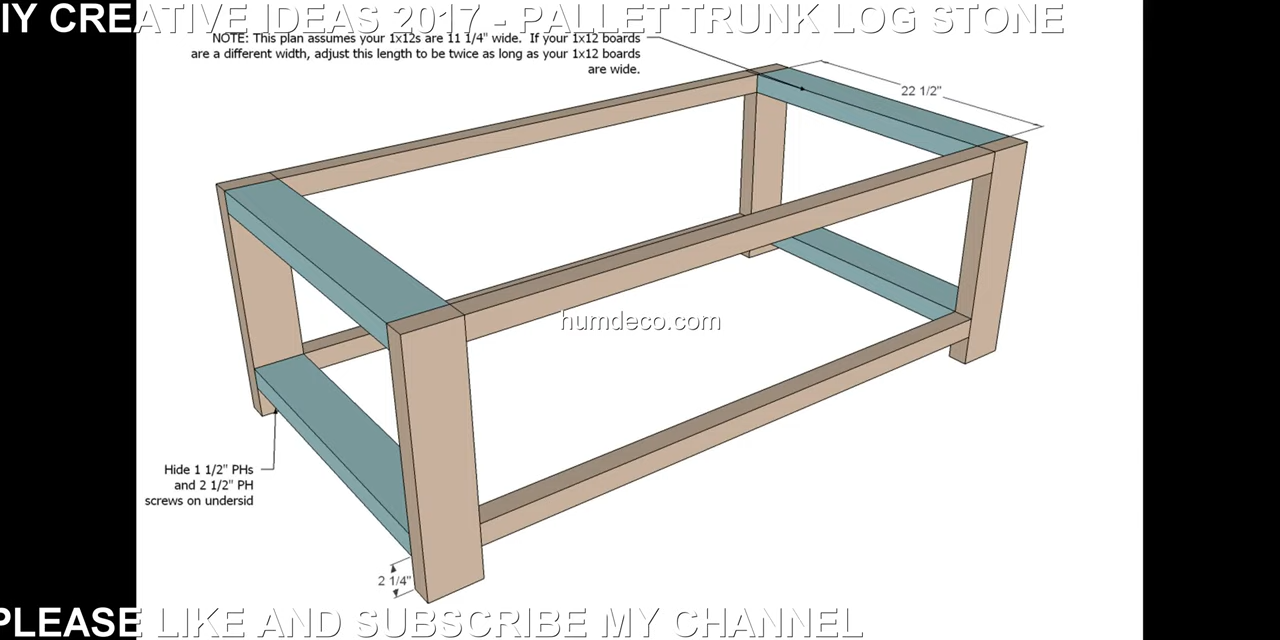 IY CREATIVE IDEAS 2017 - PALLET TRUNK LOG STONE
NOTE: This plan assumes your 1x12s are 11 1/4" wide. If your 1x12 boards
are a different width, adjust this length to be twice as long as your 1x12 boards
are wide.
22 1/2"
humdeco.com
Hide 1 1/2" PHs
and 2 1/2" PH
screws on undersid
2 1/4"
PLEASE LIKE AND SUBSCRIBE MY CHANNEL